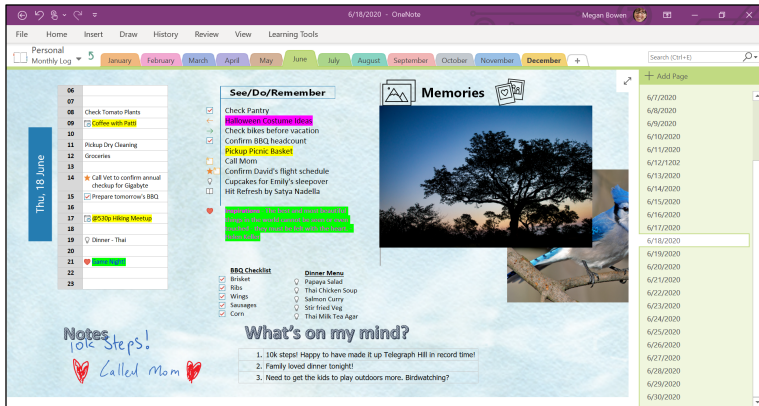 6/18/2020 - OneNote
Megan Bowen
File Home Insert Draw History Review View Learning Tools
Personal
Monthly Log
5
January February March April May June July August September October November December
Search (Ctrl+E)
Add Page
Thu, 18 June
06
07
08 Check Tomato Plants
09 Coffee with Patti
10
11 Pickup Dry Cleaning
12 Groceries
13
14 Call Vet to confirm annual
checkup for Gigabyte
15 Prepare tomorrow's BBQ
16
17 @530p Hiking Meetup
18
19 Dinner - Thai
20
21 Game Night!
22
23
See/Do/Remember
Check Pantry
Halloween Costume Ideas
Check bikes before vacation
Confirm BBQ headcount
Pickup Picnic Basket
Call Mom
Confirm David's flight schedule
Cupcakes for Emily's sleepover
Hit Refresh by Satya Nadella
BBQ Checklist
Brisket
Ribs
Wings
Sausages
Corn
Dinner Menu
Papaya Salad
Thai Chicken Soup
Salmon Curry
Stir fried Veg
Thai Milk Tea Agar
Memories
Notes
10k Steps!
Called Mom
What's on my mind?
1. 10k steps! Happy to have made it up Telegraph Hill in record time!
2. Family loved dinner tonight!
3. Need to get the kids to play outdoors more. Birdwatching?
6/7/2020
6/8/2020
6/9/2020
6/10/2020
6/11/2020
6/12/1202
6/13/2020
6/14/2020
6/15/2020
6/16/2020
6/17/2020
6/18/2020
6/19/2020
6/20/2020
6/21/2020
6/22/2020
6/23/2020
6/24/2020
6/25/2020
6/26/2020
6/27/2020
6/28/2020
6/29/2020
6/30/2020